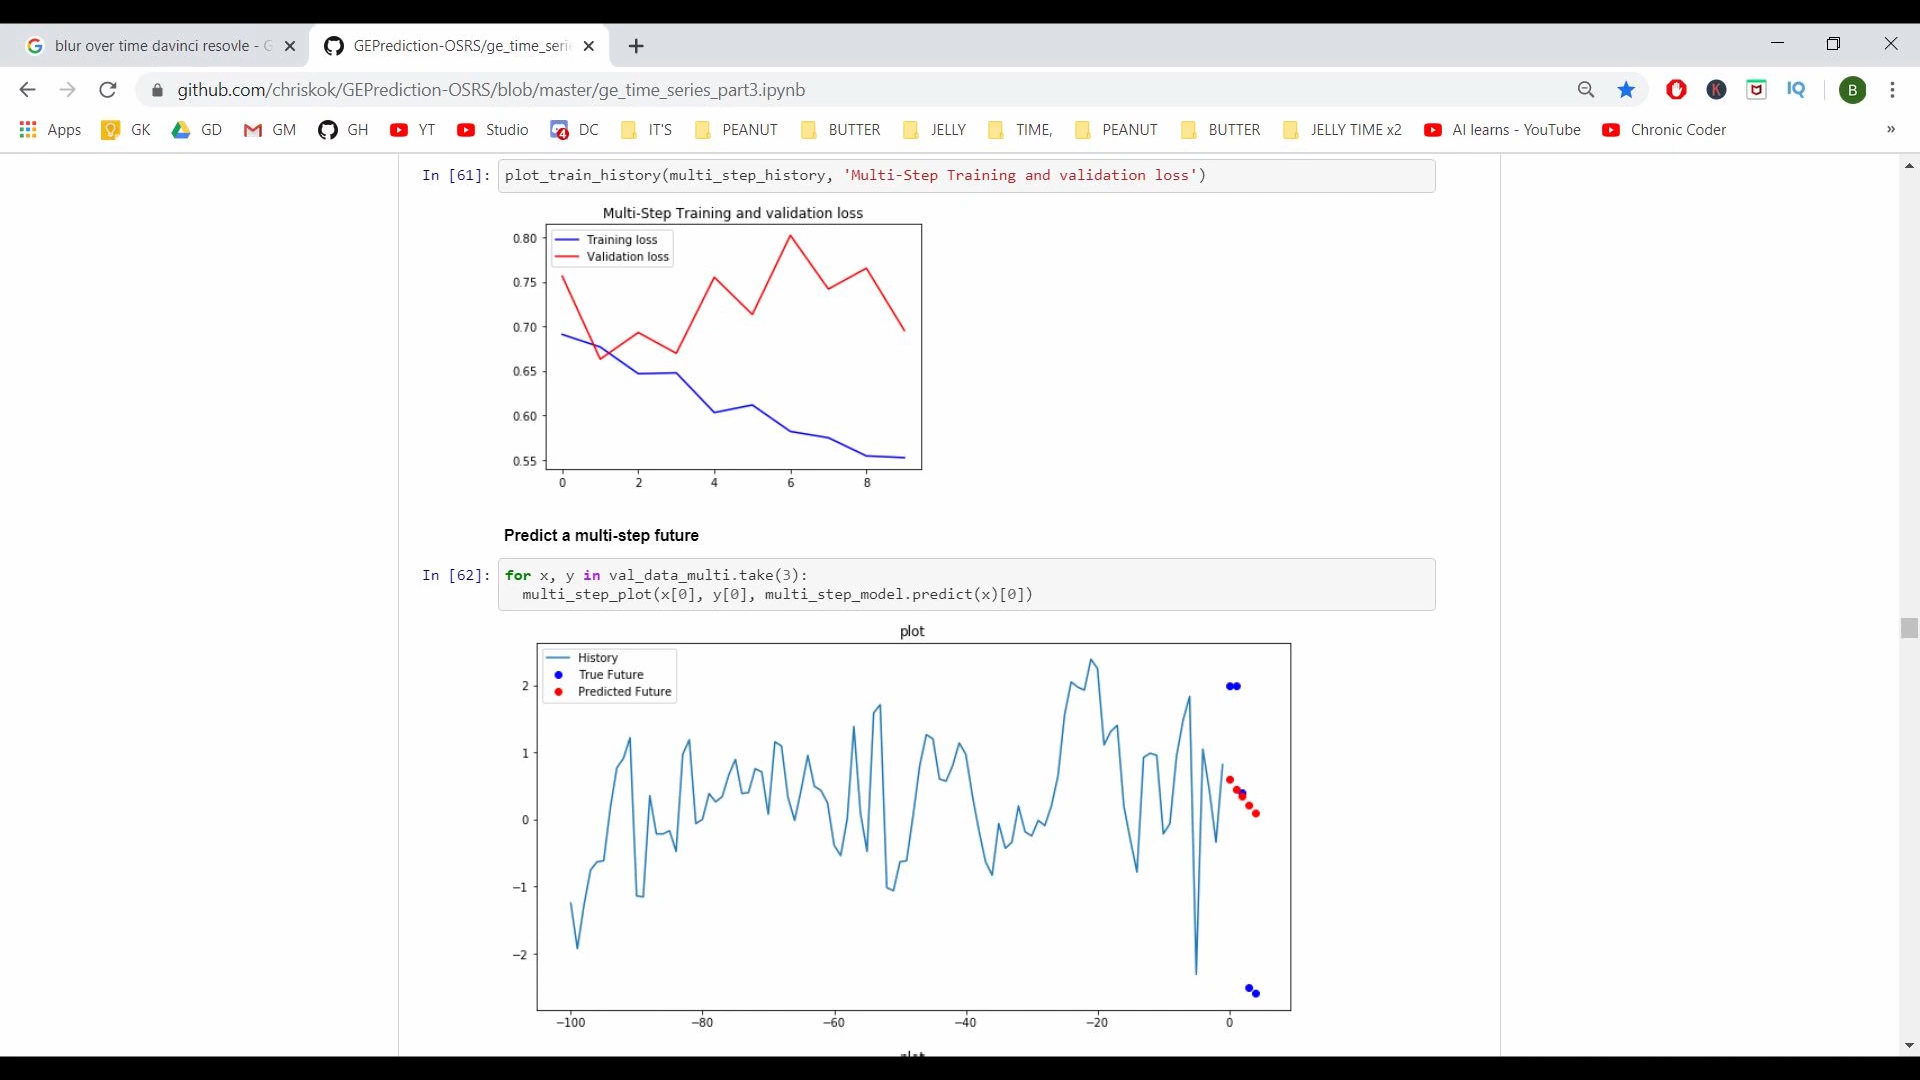 blur over time davinci resovle - G
GEPrediction-OSRS/ge_time_seri
github.com/chriskok/GEPrediction-OSRS/blob/master/ge_time_series_part3.ipynb
K
IQ
B
Apps GK GD GM GH YT Studio 4 DC IT'S PEANUT BUTTER JELLY TIME, PEANUT BUTTER JELLY TIME x2 AI learns - YouTube Chronic Coder »
In [61]: plot_train_history(multi_step_history, 'Multi-Step Training and validation loss')
Multi-Step Training and validation loss
Training loss
Validation loss
0.80
0.75
0.70
0.65
0.60
0.55
0 2 4 6 8
Predict a multi-step future
In [62]: for x, y in val_data_multi.take(3):
multi_step_plot(x[0], y[0], multi_step_model.predict(x)[0])
plot
History
True Future
Predicted Future
2
1
0
−1
−2
−100 −80 −60 −40 −20 0